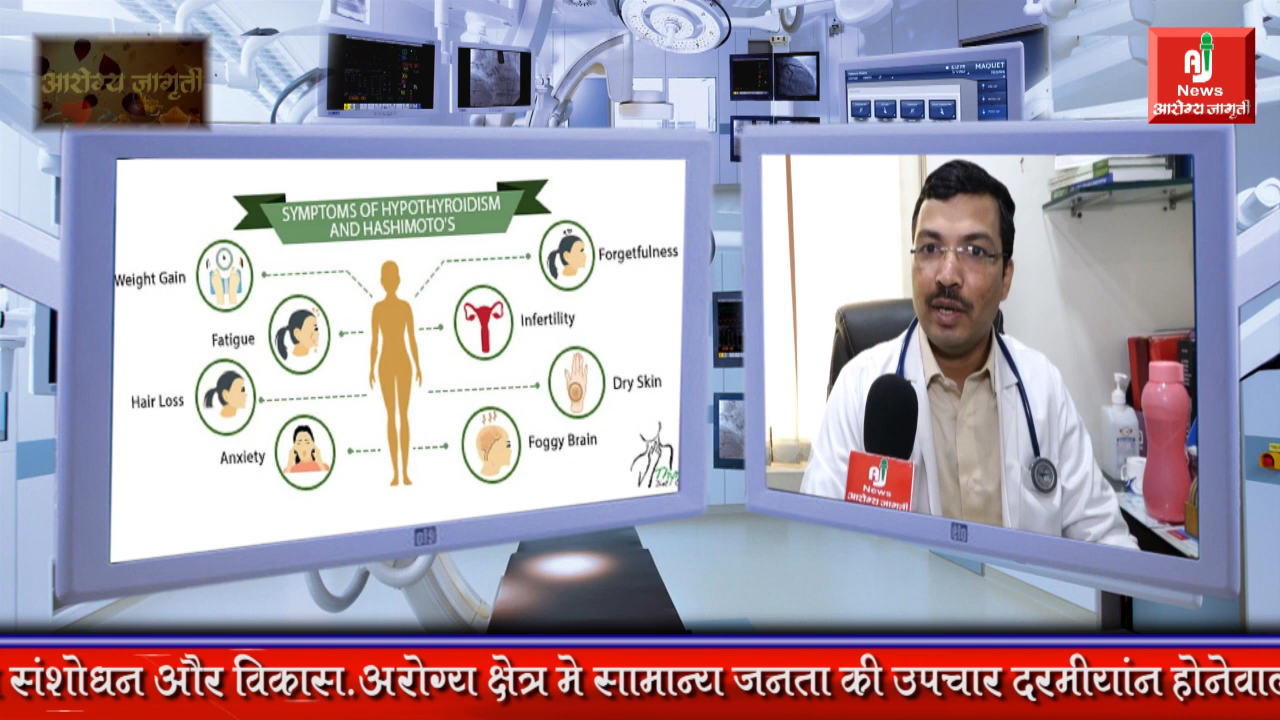 आरोग्य जागृती
AJ
News
आरोग्य जागृती
MAQUET
SYMPTOMS OF HYPOTHYROIDISM
AND HASHIMOTO'S
Weight Gain
Forgetfulness
Fatigue
Infertility
Hair Loss
Dry Skin
Anxiety
Foggy Brain
AJ
News
आरोग्य जागृती
संशोधन और विकास.अरोग्य क्षेत्र मे सामान्य जनता की उपचार दरमीयांन